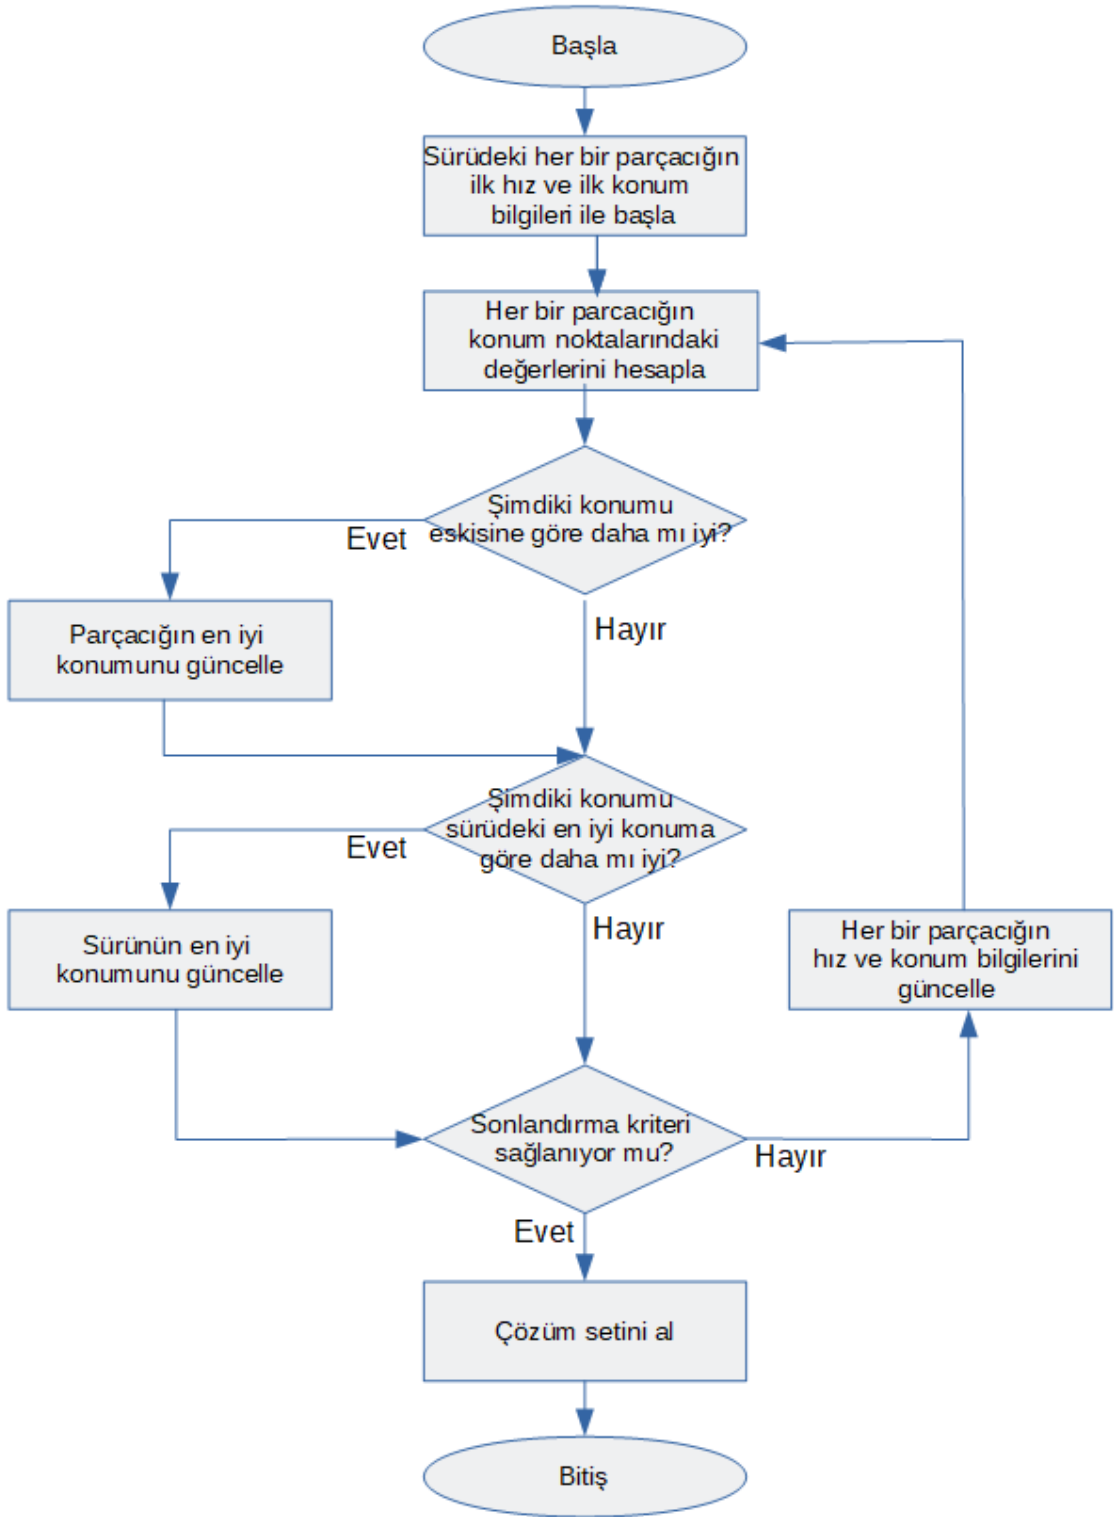 Başla
Sürüdeki her bir parçacığın
ilk hız ve ilk konum
bilgileri ile başla
Her bir parcacığın
konum noktalarındaki
değerlerini hesapla
Şimdiki konumu
eskisine göre daha mı iyi?
Evet
Hayır
Parçacığın en iyi
konumunu güncelle
Şimdiki konumu
sürüdeki en iyi konuma
göre daha mı iyi?
Evet
Hayır
Sürünün en iyi
konumunu güncelle
Her bir parçacığın
hız ve konum bilgilerini
güncelle
Sonlandırma kriteri
sağlanıyor mu?
Hayır
Evet
Çözüm setini al
Bitiş